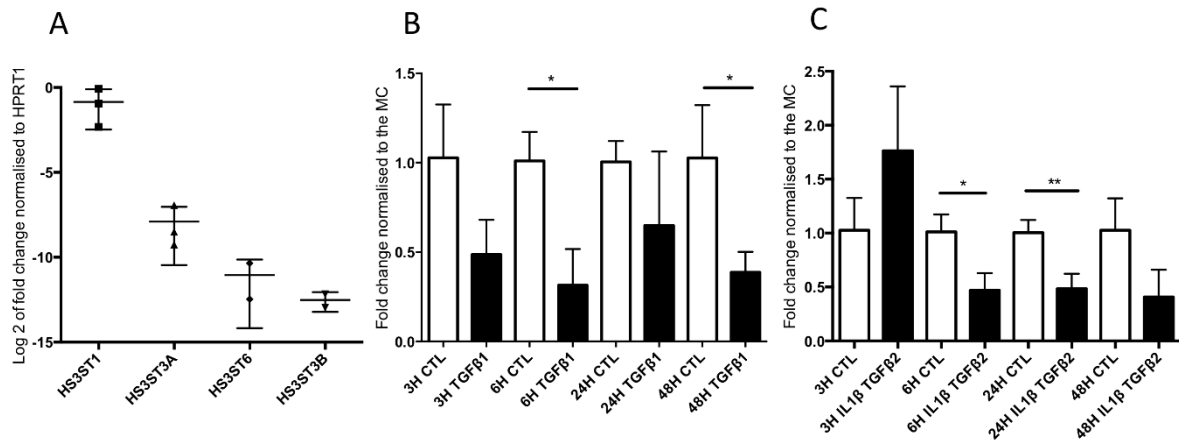 A
B
C
Log 2 of fold change normalised to HPRT1
0
-5
-10
-15
HS3ST1
HS3ST3A
HS3ST6
HS3ST3B
Fold change normalised to the MC
1.5
1.0
0.5
0.0
*
*
3H CTL
3H TGFβ1
6H CTL
6H TGFβ1
24H CTL
24H TGFβ1
48H CTL
48H TGFβ1
Fold change normalised to the MC
2.5
2.0
1.5
1.0
0.5
0.0
*
**
3H CTL
3H IL1β TGFβ2
6H CTL
6H IL1β TGFβ2
24H CTL
24H IL1β TGFβ2
48H CTL
48H IL1β TGFβ2